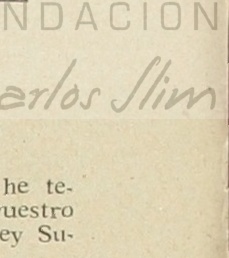 NDACION
arlos Slim
he te-
uestro
ey Su-